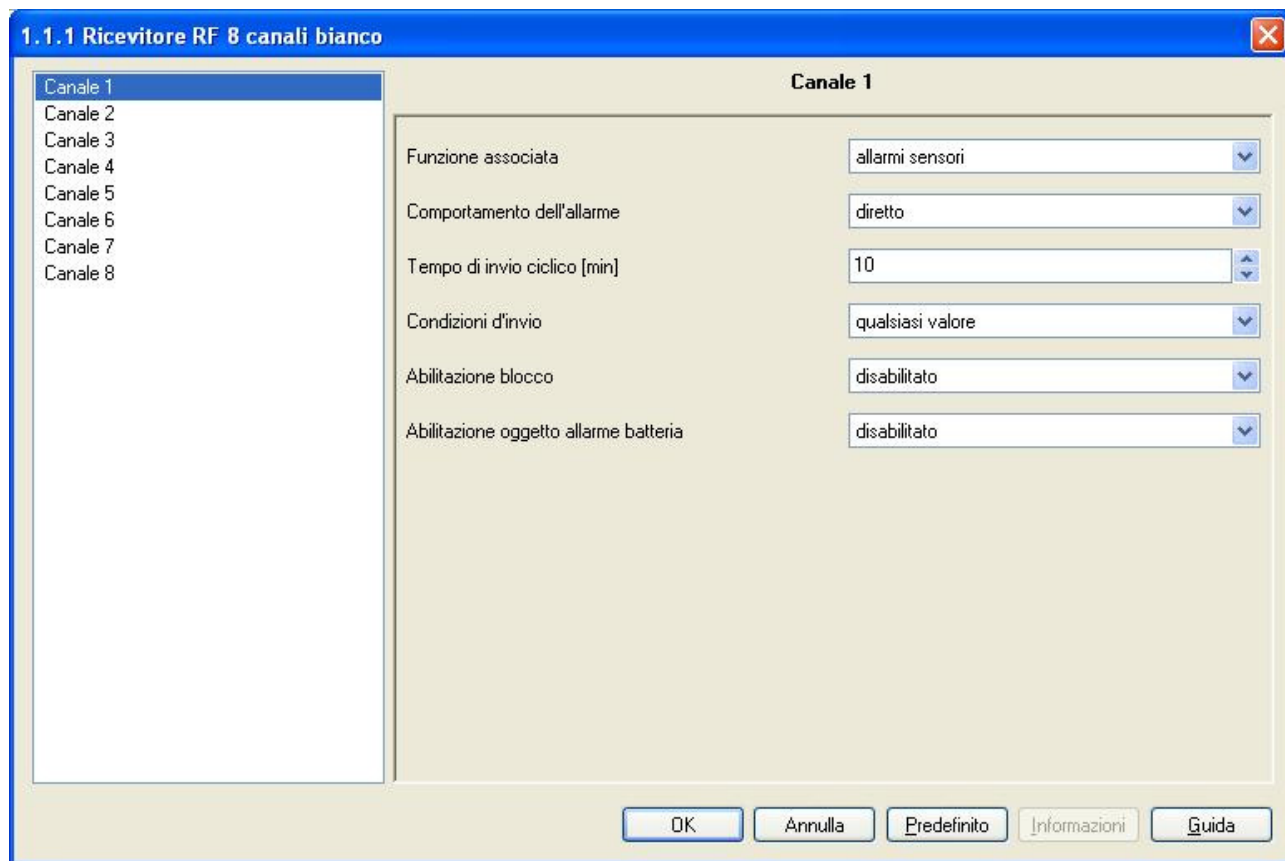 1.1.1 Ricevitore RF 8 canali bianco
Canale 1
Canale 2
Canale 3
Canale 4
Canale 5
Canale 6
Canale 7
Canale 8
Canale 1
Funzione associata allarmi sensori
Comportamento dell'allarme diretto
Tempo di invio ciclico [min] 10
Condizioni d'invio qualsiasi valore
Abilitazione blocco disabilitato
Abilitazione oggetto allarme batteria disabilitato
OK Annulla Predefinito Informazioni Guida